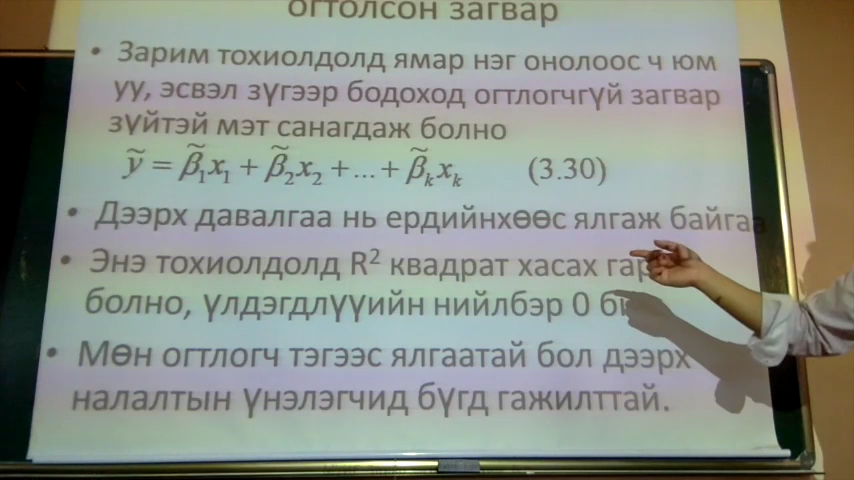 огтолсон загвар
• Зарим тохиолдолд ямар нэг онолоос ч юм
уу, эсвэл зүгээр бодоход огтлогчгүй загвар
зүйтэй мэт санагдаж болно
ỹ = β̃₁x₁ + β̃₂x₂ + ... + β̃ₖxₖ (3.30)
• Дээрх давалгаа нь ердийнхөөс ялгаж байгаа
• Энэ тохиолдолд R² квадрат хасах гар
болно, үлдэгдлүүийн нийлбэр 0 би
• Мөн огтлогч тэгээс ялгаатай бол дээрх
налалтын үнэлэгчид бүгд гажилттай.